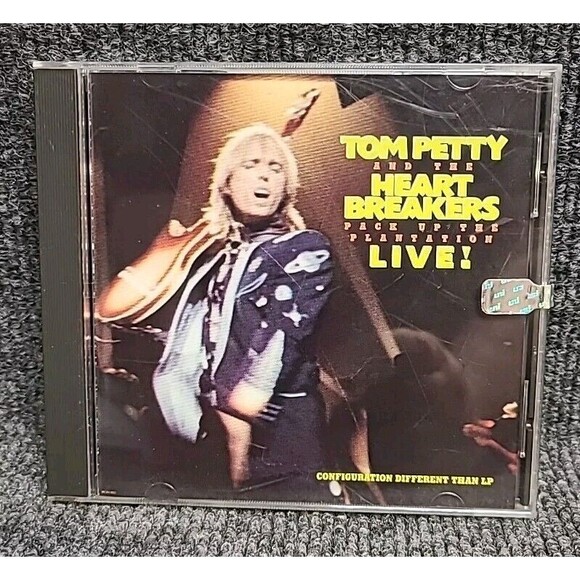 TOM PETTY
AND THE
HEART
BREAKERS
PACK UP THE
PLANTATION
LIVE!
CONFIGURATION DIFFERENT THAN LP